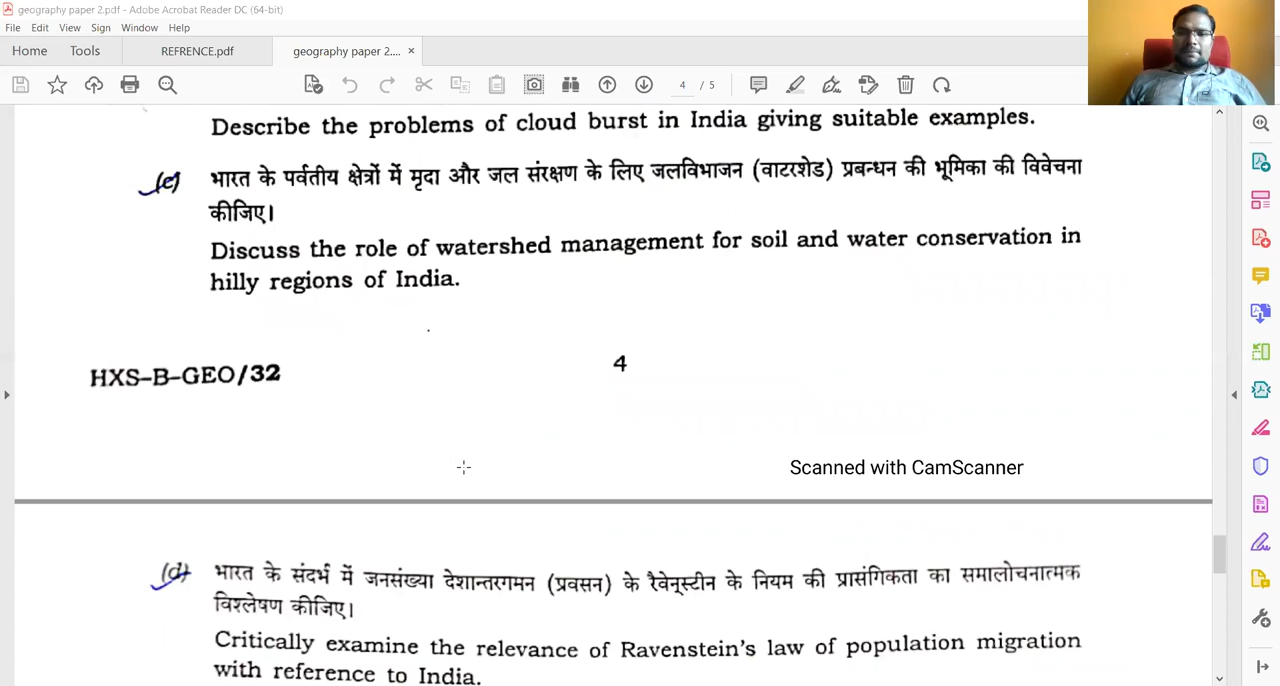 geography paper 2.pdf - Adobe Acrobat Reader DC (64-bit)
File Edit View Sign Window Help
Home Tools REFRENCE.pdf geography paper 2.... ×
4 / 5
Describe the problems of cloud burst in India giving suitable examples.
(c) भारत के पर्वतीय क्षेत्रों में मृदा और जल संरक्षण के लिए जलविभाजन (वाटरशेड) प्रबन्धन की भूमिका की विवेचना
कीजिए।
Discuss the role of watershed management for soil and water conservation in
hilly regions of India.
HXS–B–GEO/32 4
Scanned with CamScanner
(d) भारत के संदर्भ में जनसंख्या देशान्तरगमन (प्रवसन) के रैवेन्स्टीन के नियम की प्रासंगिकता का समालोचनात्मक
विश्लेषण कीजिए।
Critically examine the relevance of Ravenstein's law of population migration
with reference to India.